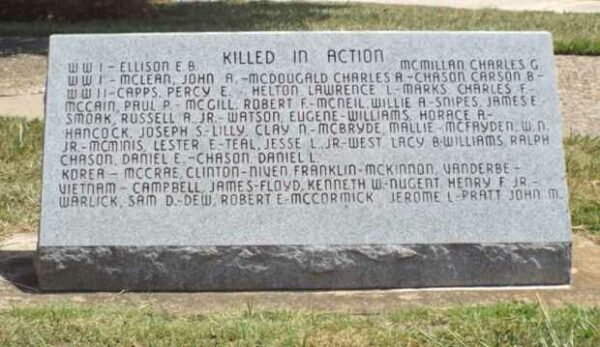 KILLED IN ACTION
WW I - ELLISON E.B. MCMILLAN, CHARLES G.
WW I - MCLEAN, JOHN A. - MCDOUGALD CHARLES A - CHASON CARSON B -
WW II - CAPPS, PERCY E. HELTON, LAWRENCE L - MARKS, CHARLES F -
MCCAIN, PAUL P. - MCGILL, ROBERT F - MCNEIL, WILLIE A - SNIPES, JAMES E.
SMOAK, RUSSELL A, JR.- WATSON, EUGENE - WILLIAMS, HORACE A -
HANCOCK, JOSEPH S - LILLY, CLAY N - MCBRYDE, MALLIE - MCFAYDEN, W.N.
JR.- MCMINIS, LESTER E - TEAL, JESSE L, JR.- WEST, LACY B - WILLIAMS, RALPH
CHASON, DANIEL E. - CHASON, DANIEL L.
KOREA - MCCRAE, CLINTON - NIVEN, FRANKLIN - MCKINNON, VANDERBE -
VIETNAM - CAMPBELL, JAMES - FLOYD, KENNETH W - NUGENT, HENRY F. JR.-
WARLICK, SAM D. - DEW, ROBERT E - MCCORMICK JEROME L - PRATT, JOHN M.